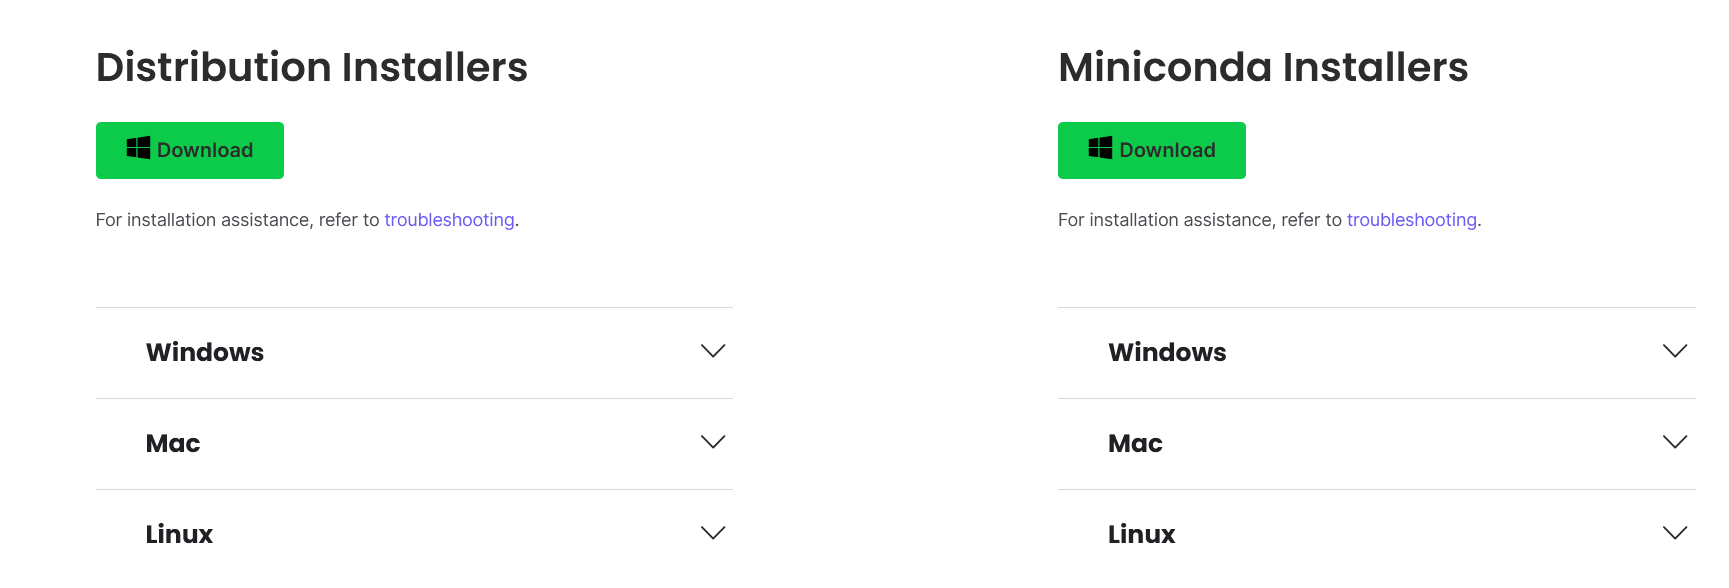 Distribution Installers
Download
For installation assistance, refer to troubleshooting.
Windows
Mac
Linux
Miniconda Installers
Download
For installation assistance, refer to troubleshooting.
Windows
Mac
Linux